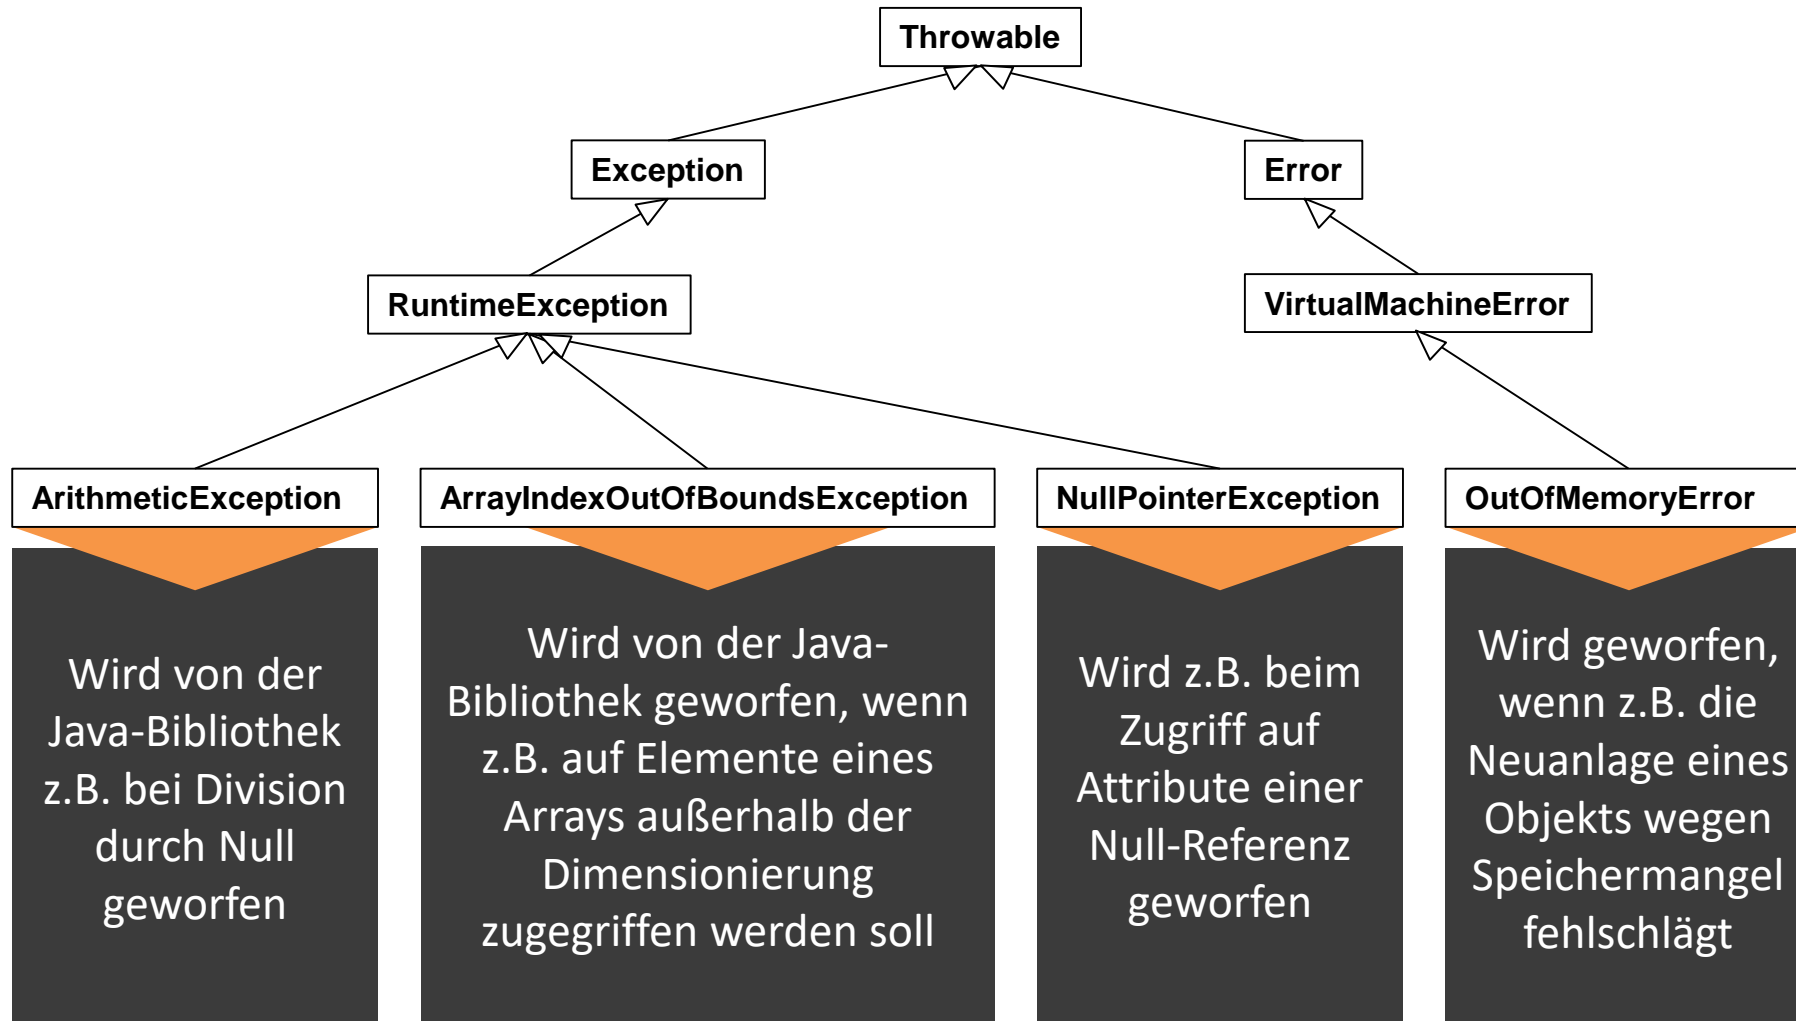 Throwable
Exception
Error
RuntimeException
VirtualMachineError
ArithmeticException
ArrayIndexOutOfBoundsException
NullPointerException
OutOfMemoryError
Wird von der
Java-Bibliothek
z.B. bei Division
durch Null
geworfen
Wird von der Java-
Bibliothek geworfen, wenn
z.B. auf Elemente eines
Arrays außerhalb der
Dimensionierung
zugegriffen werden soll
Wird z.B. beim
Zugriff auf
Attribute einer
Null-Referenz
geworfen
Wird geworfen,
wenn z.B. die
Neuanlage eines
Objekts wegen
Speichermangel
fehlschlägt